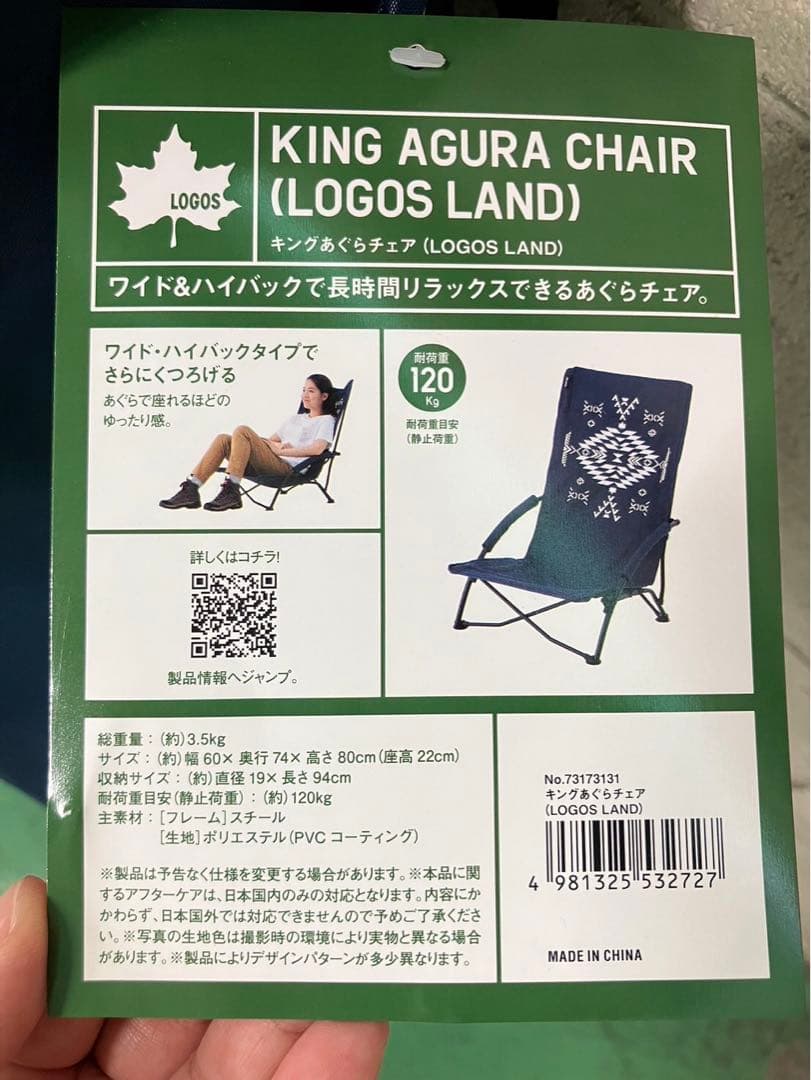 LOGOS
KING AGURA CHAIR
(LOGOS LAND)
キングあぐらチェア (LOGOS LAND)
ワイド&ハイバックで長時間リラックスできるあぐらチェア。
ワイド・ハイバックタイプで
さらにくつろげる
あぐらで座れるほどの
ゆったり感。
耐荷重
120
Kg
耐荷重目安
(静止荷重)
詳しくはコチラ!
製品情報へジャンプ。
総重量：(約)3.5kg
サイズ：(約)幅 60× 奥行 74× 高さ 80cm(座高 22cm)
収納サイズ：(約)直径 19× 長さ 94cm
耐荷重目安(静止荷重)：(約)120kg
主素材：[フレーム]スチール
[生地]ポリエステル(PVC コーティング)
※製品は予告なく仕様を変更する場合があります。※本品に関
するアフターケアは、日本国内のみの対応となります。内容にか
かわらず、日本国外では対応できませんので予めご了承くださ
い。※写真の生地色は撮影時の環境により実物と異なる場合
があります。※製品によりデザインパターンが多少異なります。
No.73173131
キングあぐらチェア
(LOGOS LAND)
4 981325 532727
MADE IN CHINA